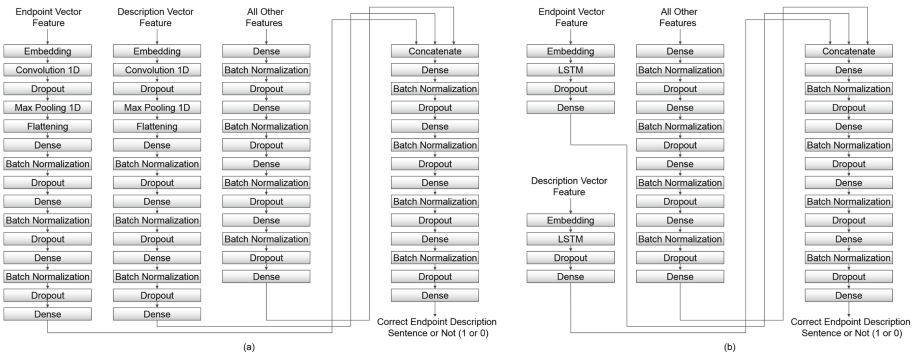 Endpoint Vector
Feature
Embedding
Convolution 1D
Dropout
Max Pooling 1D
Flattening
Dense
Batch Normalization
Dropout
Dense
Batch Normalization
Dropout
Dense
Batch Normalization
Dropout
Dense
Description Vector
Feature
Embedding
Convolution 1D
Dropout
Max Pooling 1D
Flattening
Dense
Batch Normalization
Dropout
Dense
Batch Normalization
Dropout
Dense
Batch Normalization
Dropout
Dense
All Other
Features
Dense
Batch Normalization
Dropout
Dense
Batch Normalization
Dropout
Dense
Batch Normalization
Dropout
Dense
Batch Normalization
Dropout
Dense
Concatenate
Dense
Batch Normalization
Dropout
Dense
Batch Normalization
Dropout
Dense
Batch Normalization
Dropout
Dense
Batch Normalization
Dropout
Dense
Correct Endpoint Description
Sentence or Not (1 or 0)
(a)
Endpoint Vector
Feature
Embedding
LSTM
Dropout
Dense
Description Vector
Feature
Embedding
LSTM
Dropout
Dense
All Other
Features
Dense
Batch Normalization
Dropout
Dense
Batch Normalization
Dropout
Dense
Batch Normalization
Dropout
Dense
Batch Normalization
Dropout
Dense
Concatenate
Dense
Batch Normalization
Dropout
Dense
Batch Normalization
Dropout
Dense
Batch Normalization
Dropout
Dense
Batch Normalization
Dropout
Dense
Correct Endpoint Description
Sentence or Not (1 or 0)
(b)